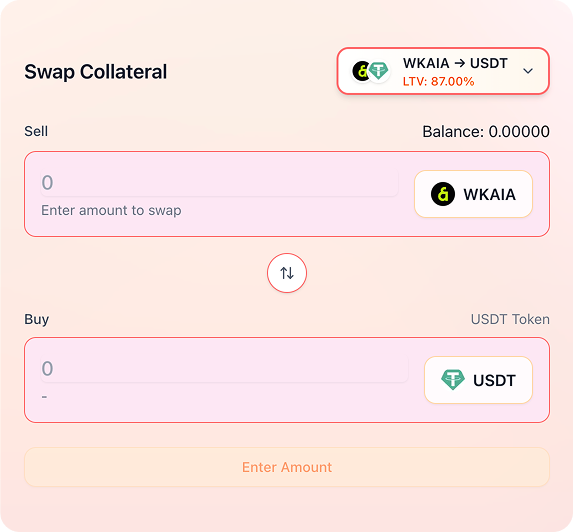 Swap Collateral
WKAIA → USDT
LTV: 87.00%
Sell
Balance: 0.00000
0
WKAIA
Enter amount to swap
Buy
USDT Token
0
USDT
-
Enter Amount